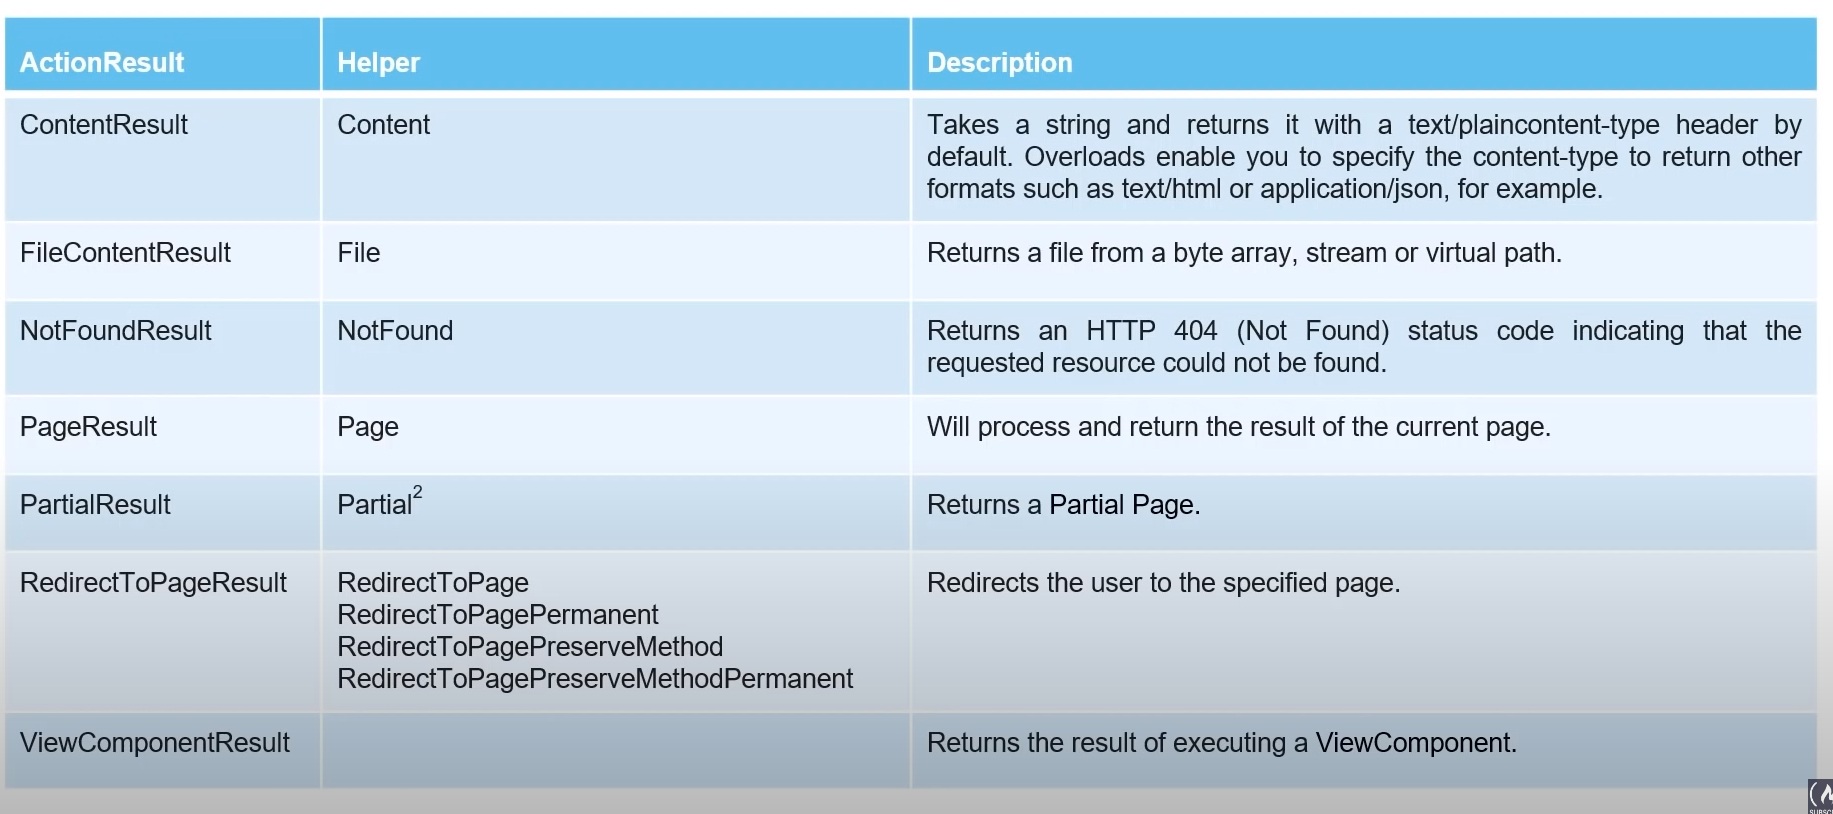 ActionResult Helper Description
ContentResult Content Takes a string and returns it with a text/plaincontent-type header by
default. Overloads enable you to specify the content-type to return other
formats such as text/html or application/json, for example.
FileContentResult File Returns a file from a byte array, stream or virtual path.
NotFoundResult NotFound Returns an HTTP 404 (Not Found) status code indicating that the
requested resource could not be found.
PageResult Page Will process and return the result of the current page.
PartialResult Partial² Returns a Partial Page.
RedirectToPageResult RedirectToPage Redirects the user to the specified page.
RedirectToPagePermanent
RedirectToPagePreserveMethod
RedirectToPagePreserveMethodPermanent
ViewComponentResult Returns the result of executing a ViewComponent.